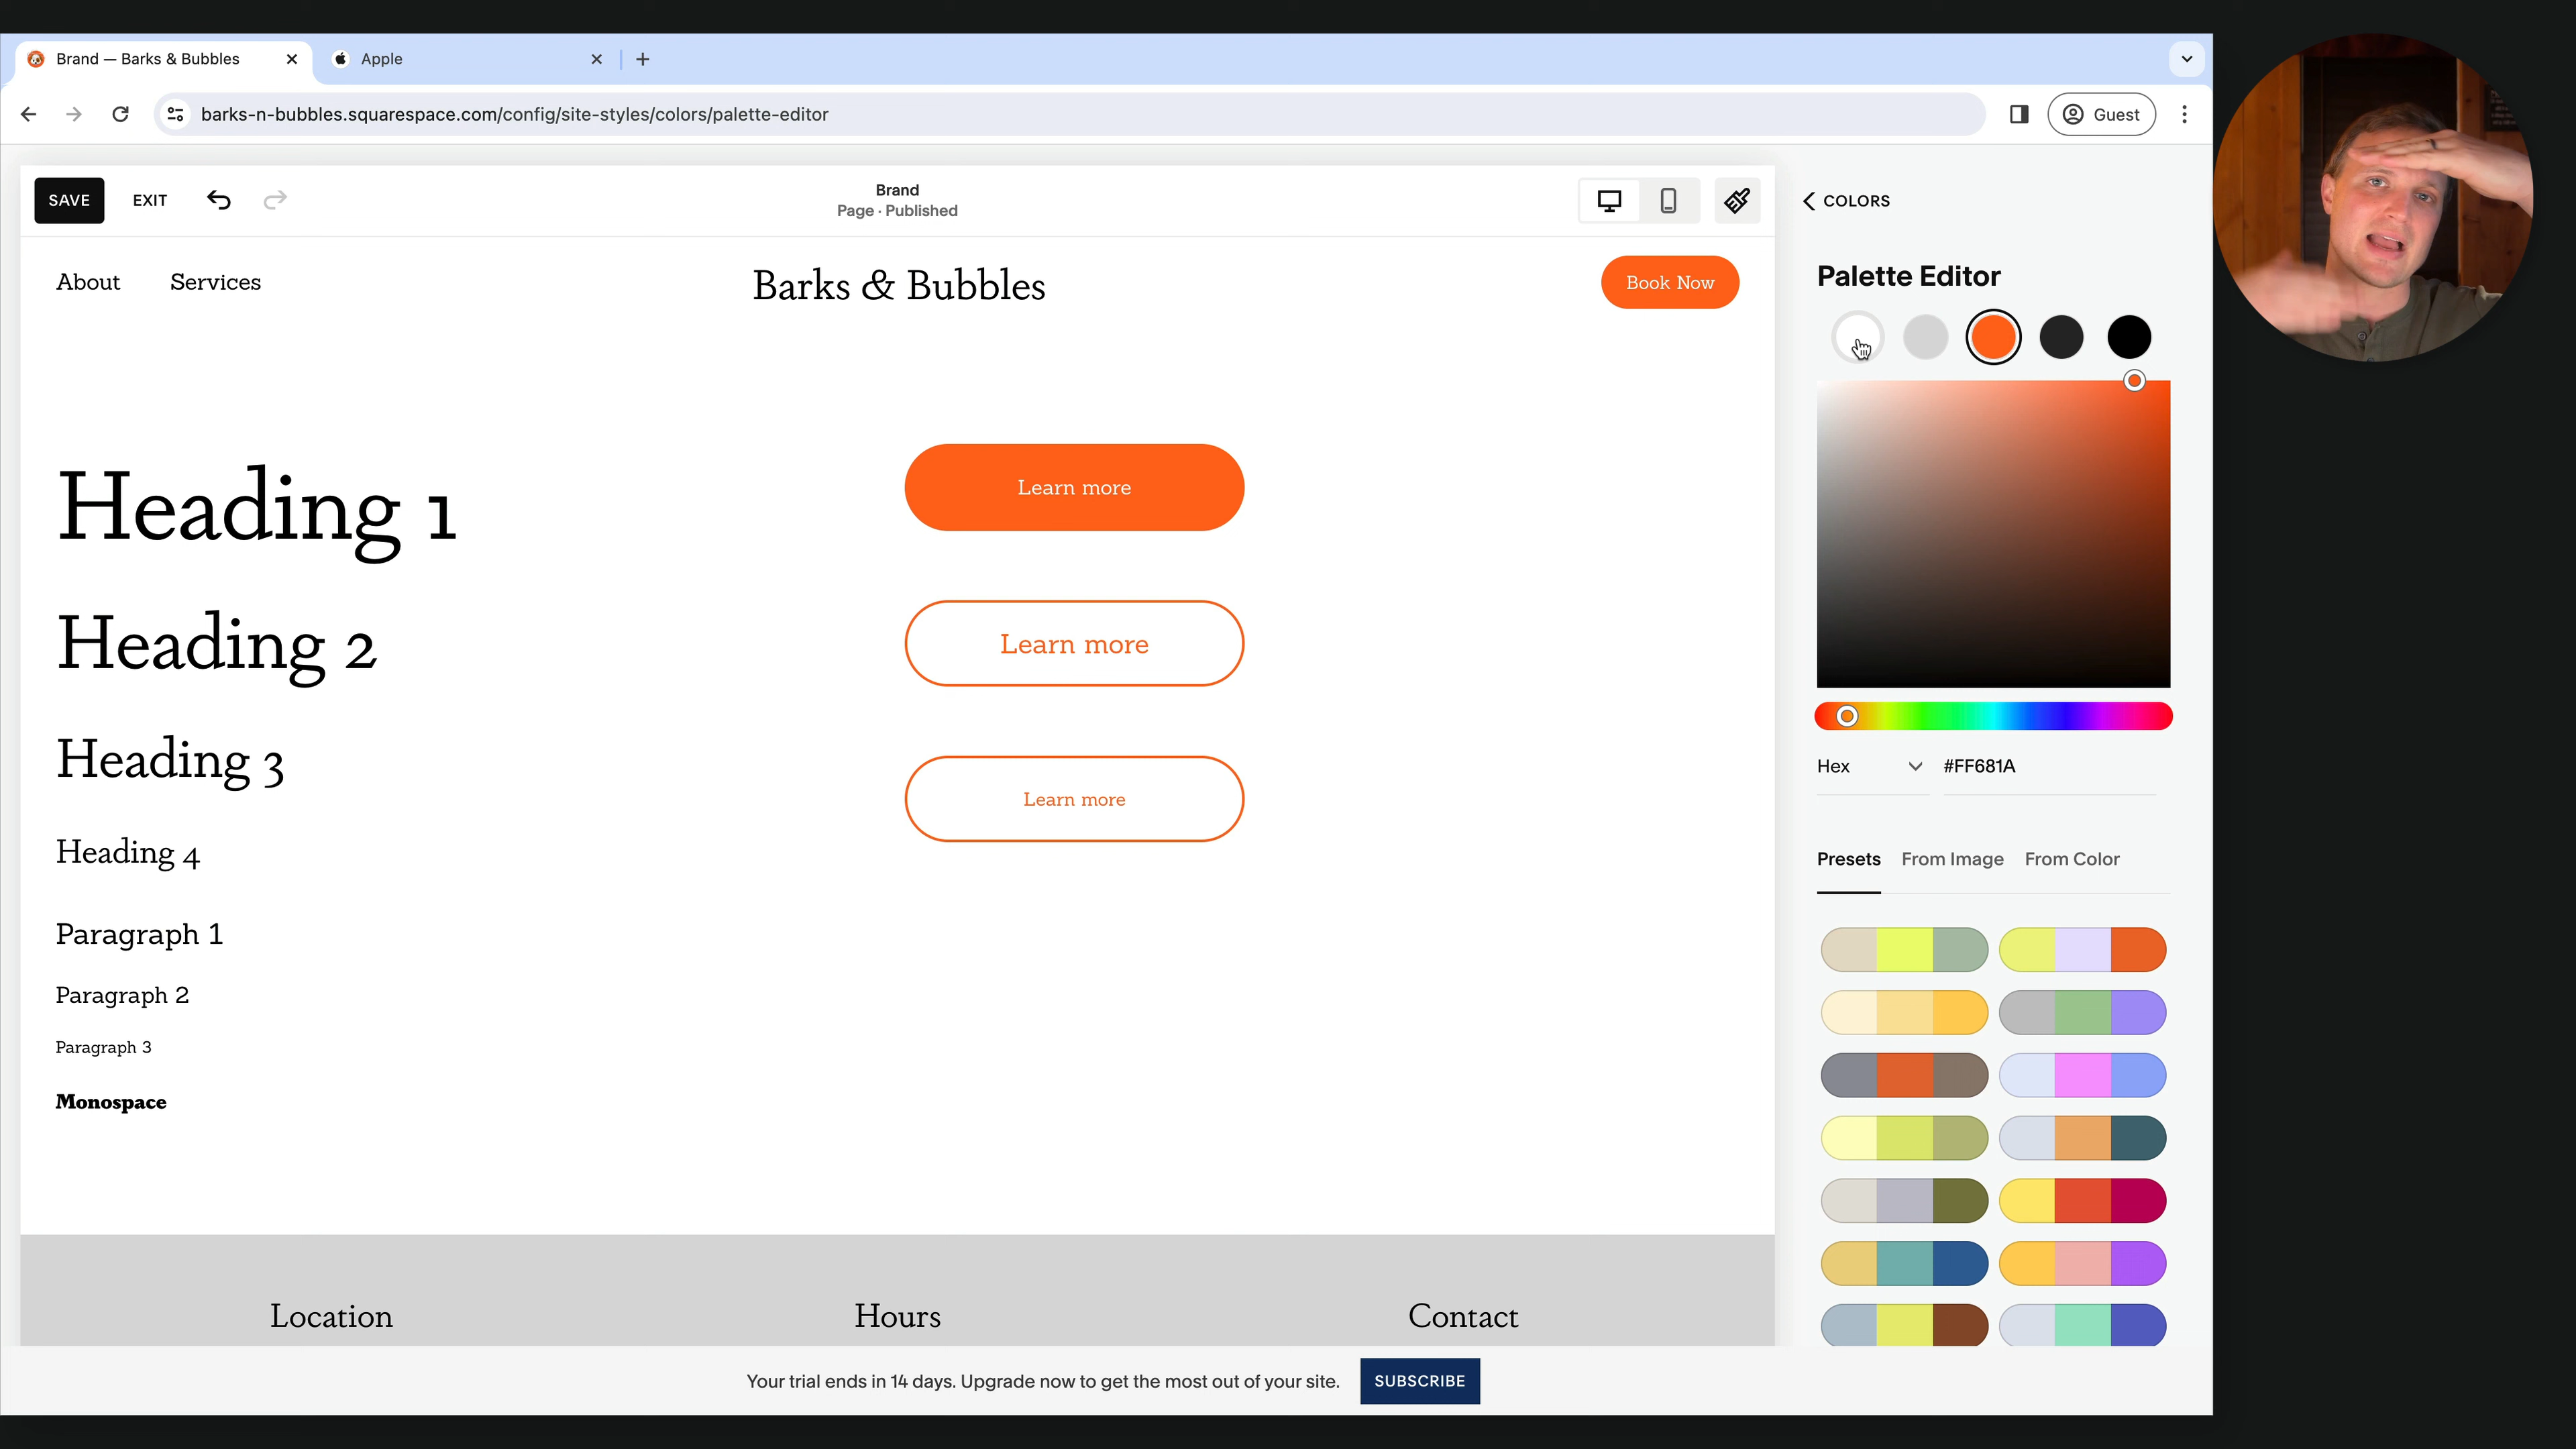 Brand — Barks & Bubbles
Apple
barks-n-bubbles.squarespace.com/config/site-styles/colors/palette-editor
Guest
SAVE
EXIT
Brand
Page · Published
COLORS
About
Services
Barks & Bubbles
Book Now
Palette Editor
Heading 1
Heading 2
Heading 3
Heading 4
Paragraph 1
Paragraph 2
Paragraph 3
Monospace
Learn more
Learn more
Learn more
Hex
#FF681A
Presets
From Image
From Color
Location
Hours
Contact
Your trial ends in 14 days. Upgrade now to get the most out of your site.
SUBSCRIBE